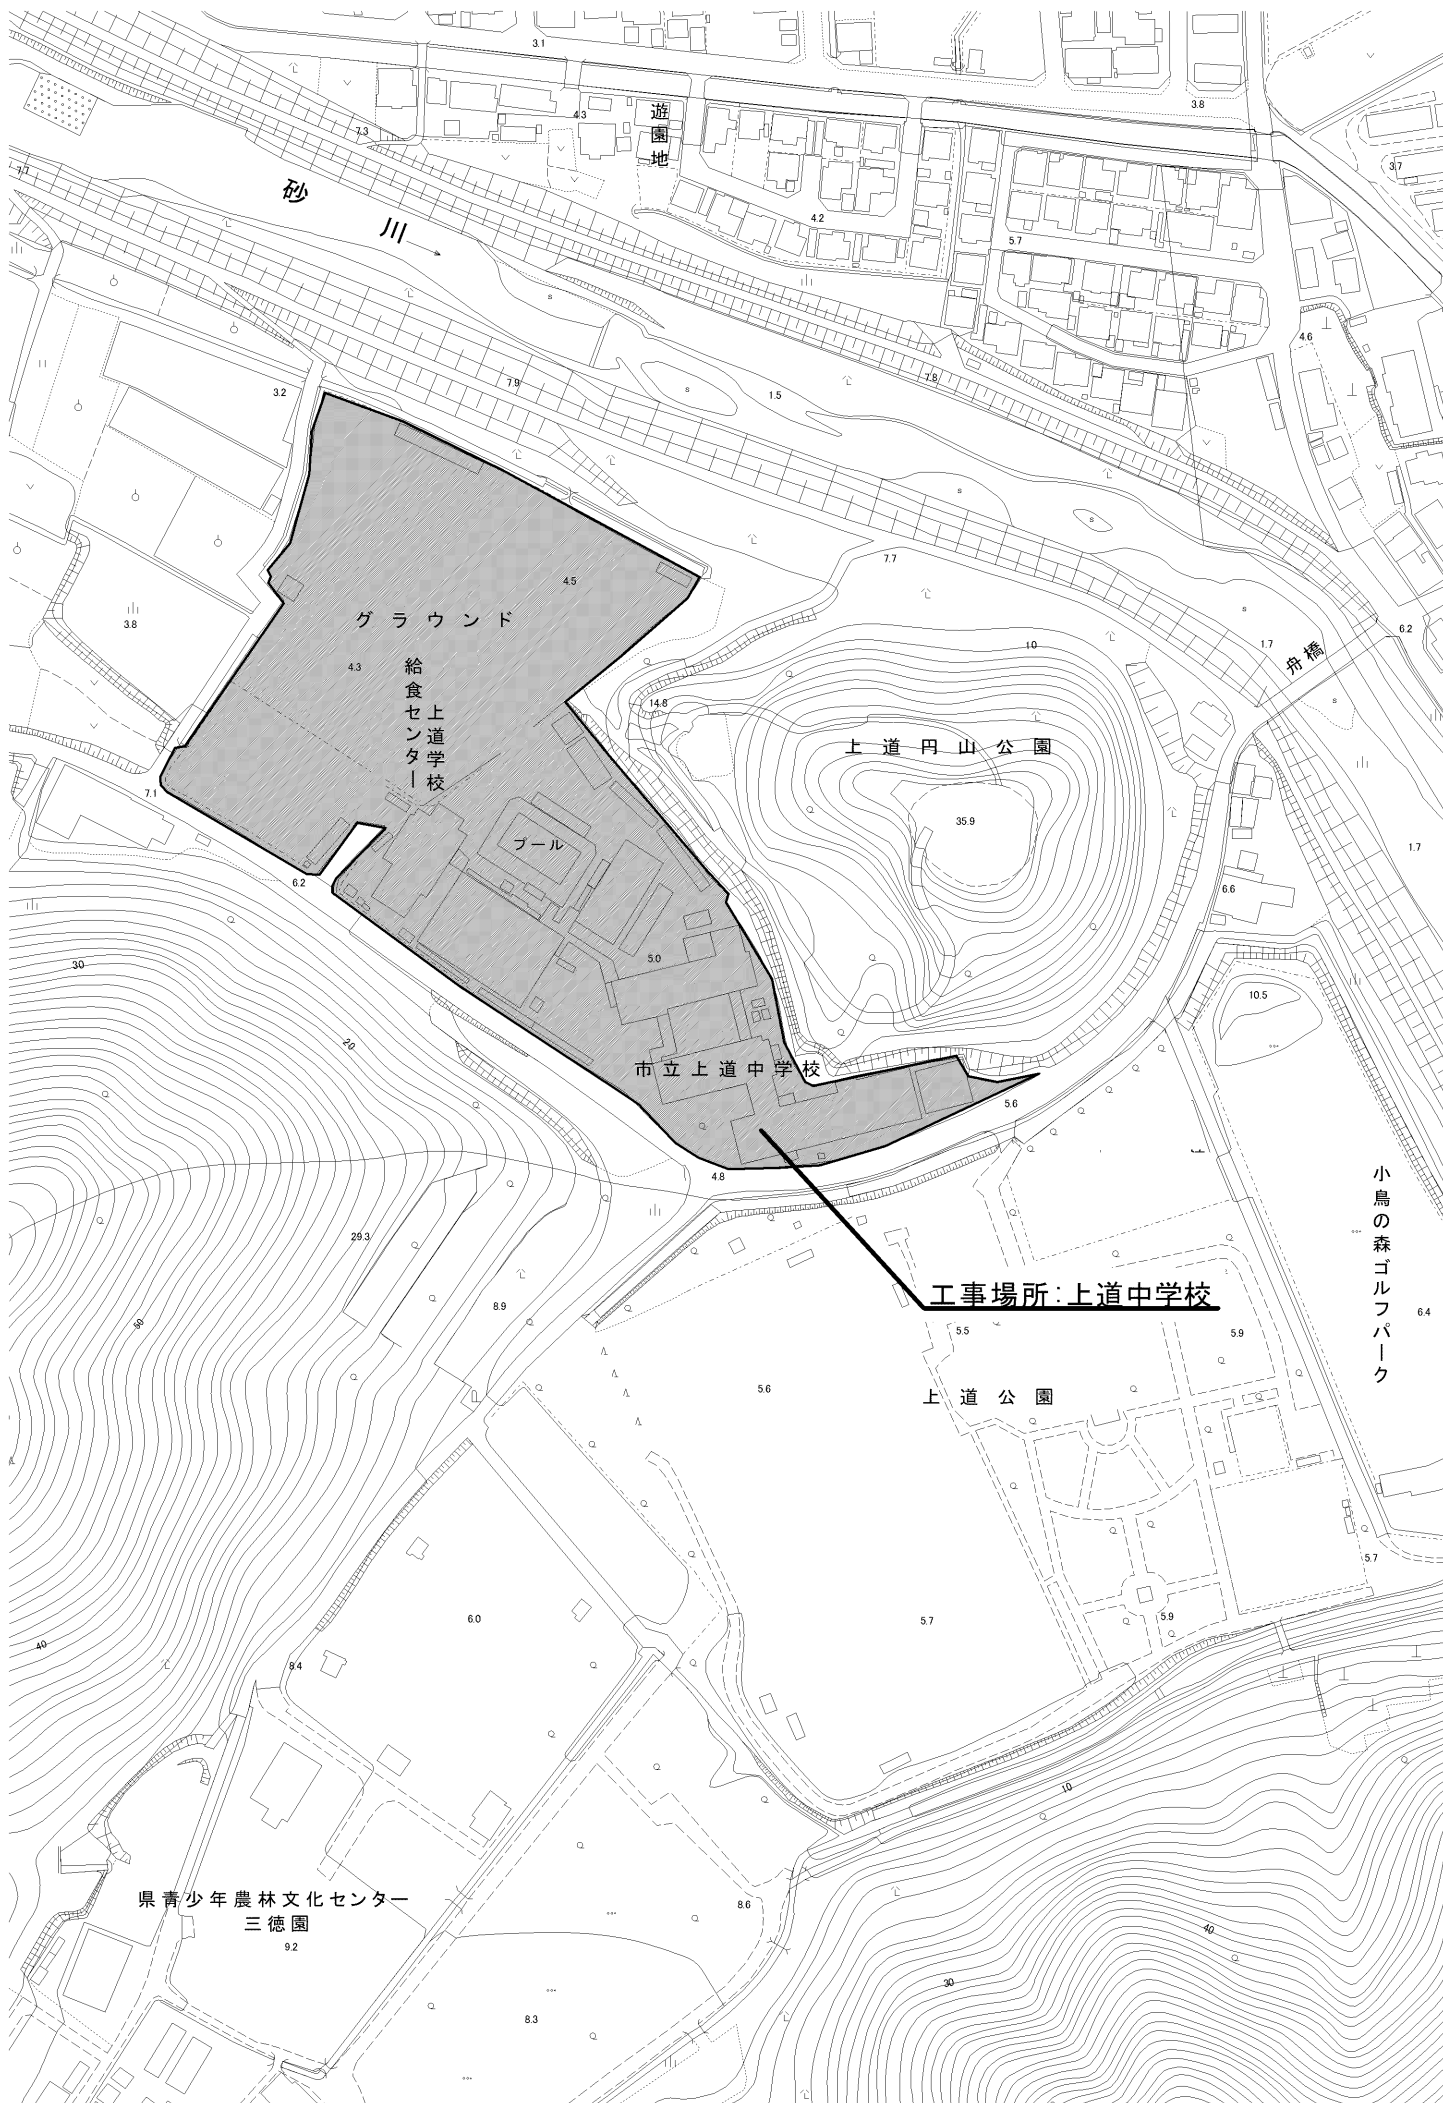 3.1
3.8
4.3
遊園地
7.3
3.7
7.7
砂川
4.2
5.7
4.6
7.9
7.8
3.2
1.5
s
s
s
s
s
s
7.7
4.5
グラウンド
3.8
4.3
給食センター
上道学校
10
1.7
6.2
舟橋
14.8
上道円山公園
7.1
35.9
プール
6.2
1.7
6.6
30
5.0
10.5
20
市立上道中学校
5.6
4.8
小鳥の森ゴルフパーク
29.3
8.9
工事場所:上道中学校
50
6.4
5.5
5.9
5.6
上道公園
5.7
6.0
5.7
5.9
40
8.4
10
県青少年農林文化センター
三徳園
9.2
8.6
40
30
8.3